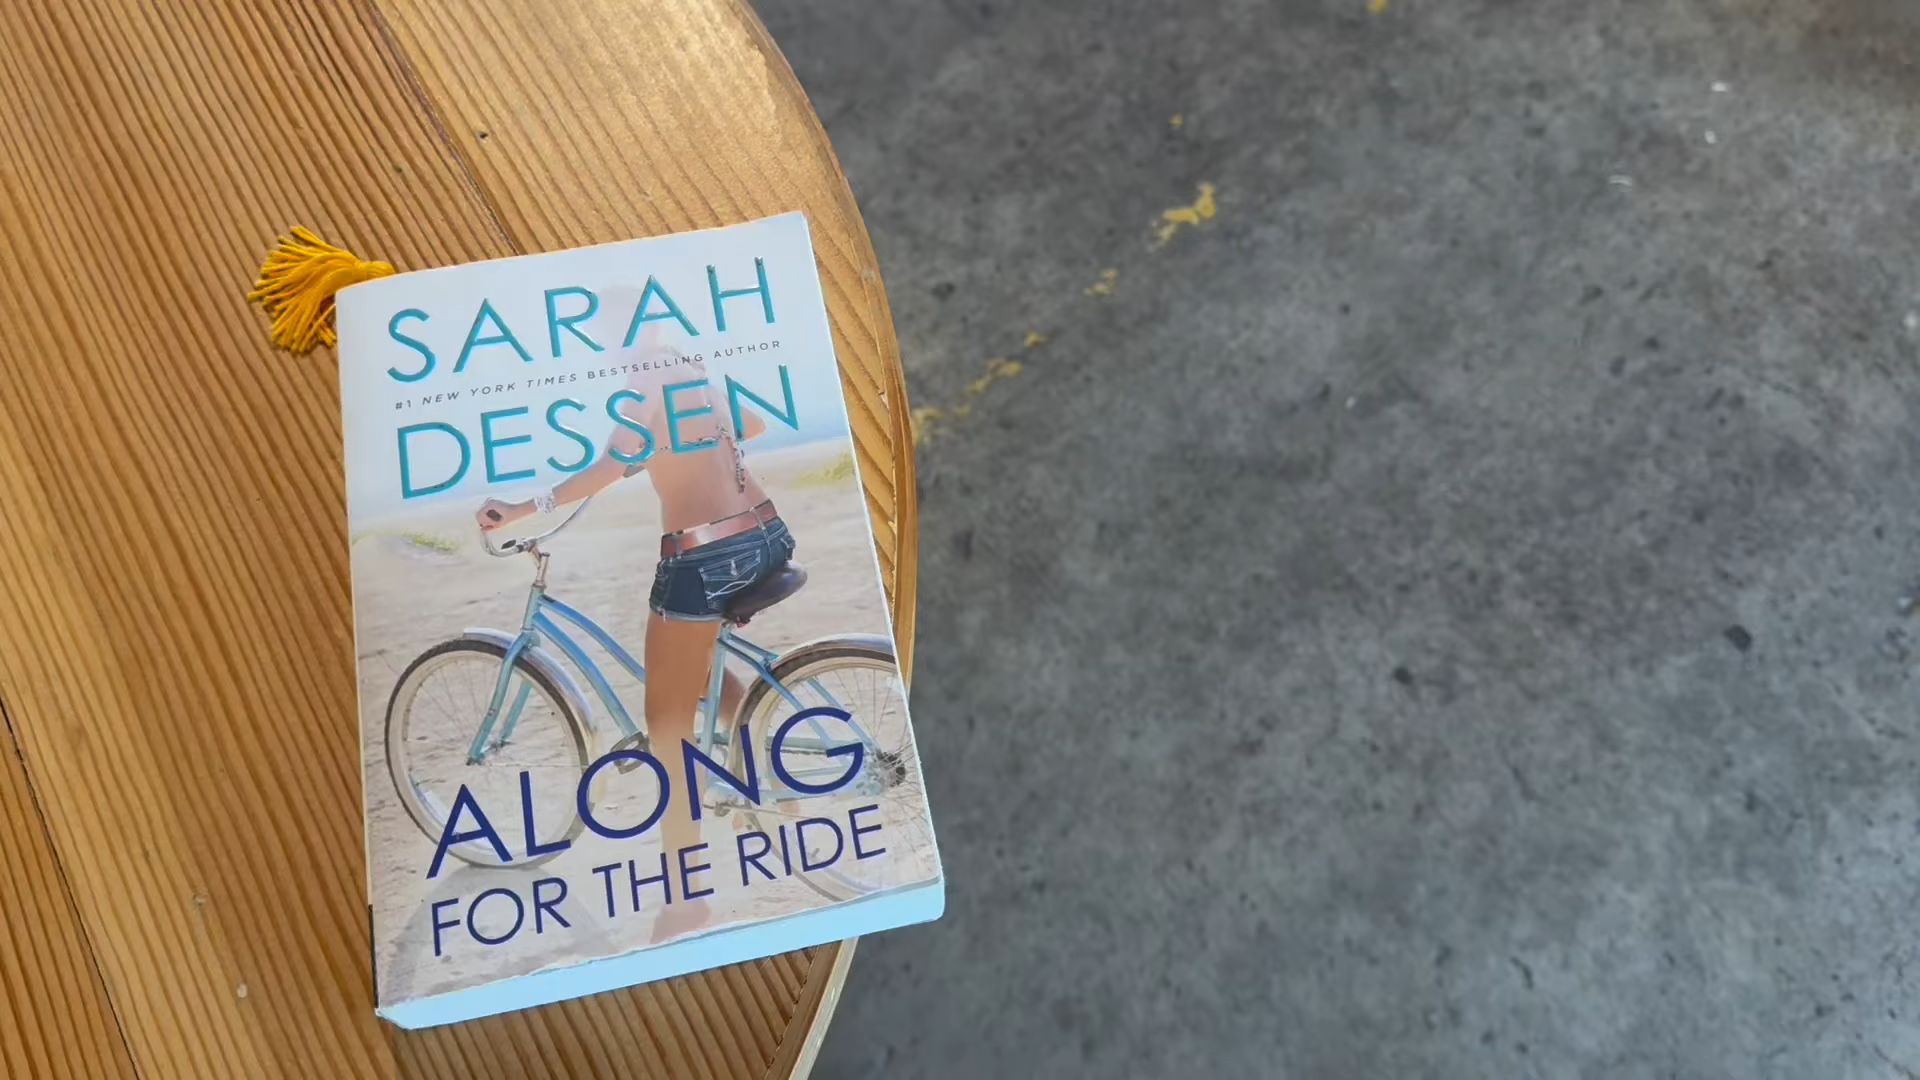 SARAH
#1 NEW YORK TIMES BESTSELLING AUTHOR
DESSEN
ALONG
FOR THE RIDE